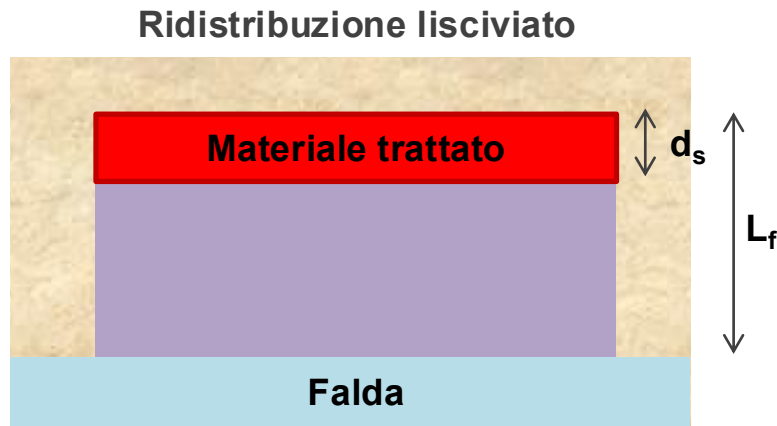 Ridistribuzione lisciviato
Materiale trattato
ds
Lf
Falda